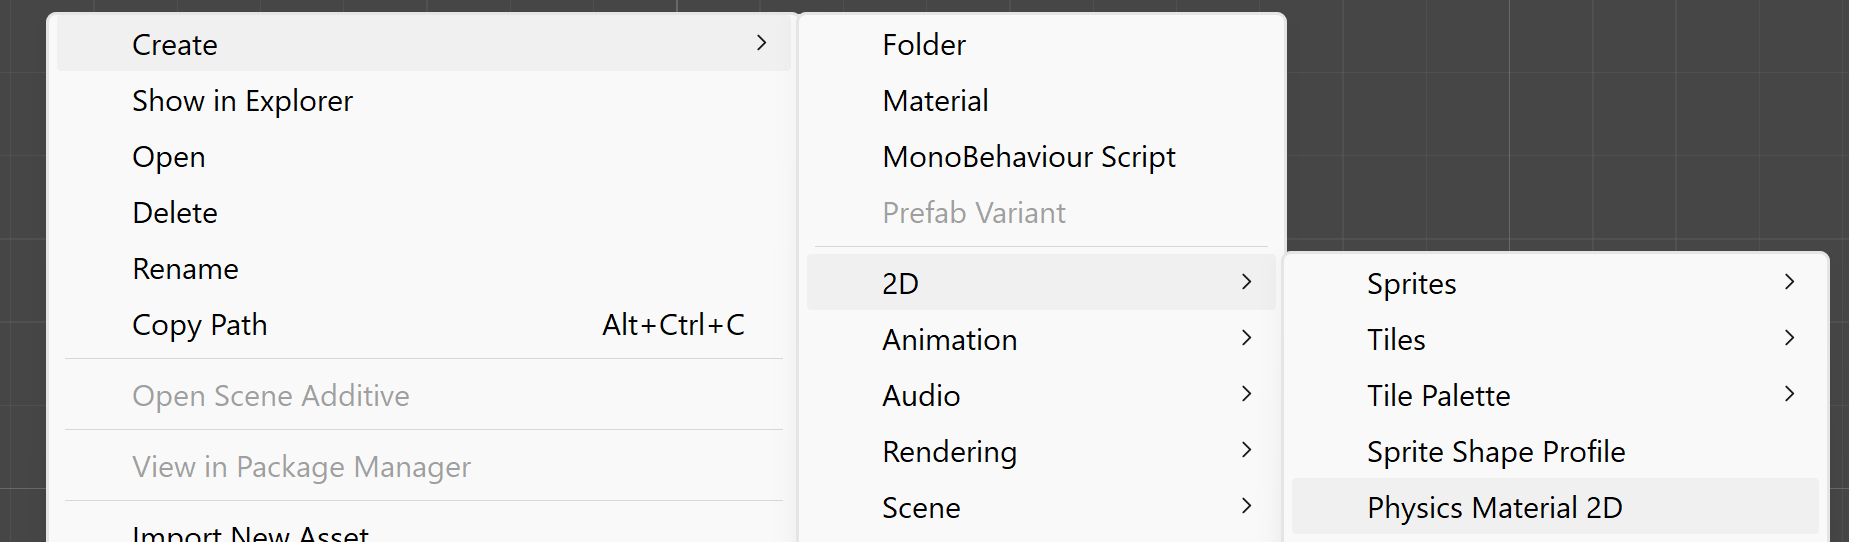 Create
Show in Explorer
Open
Delete
Rename
Copy Path Alt+Ctrl+C
Open Scene Additive
View in Package Manager
Import New Asset
Folder
Material
MonoBehaviour Script
Prefab Variant
2D
Animation
Audio
Rendering
Scene
Sprites
Tiles
Tile Palette
Sprite Shape Profile
Physics Material 2D